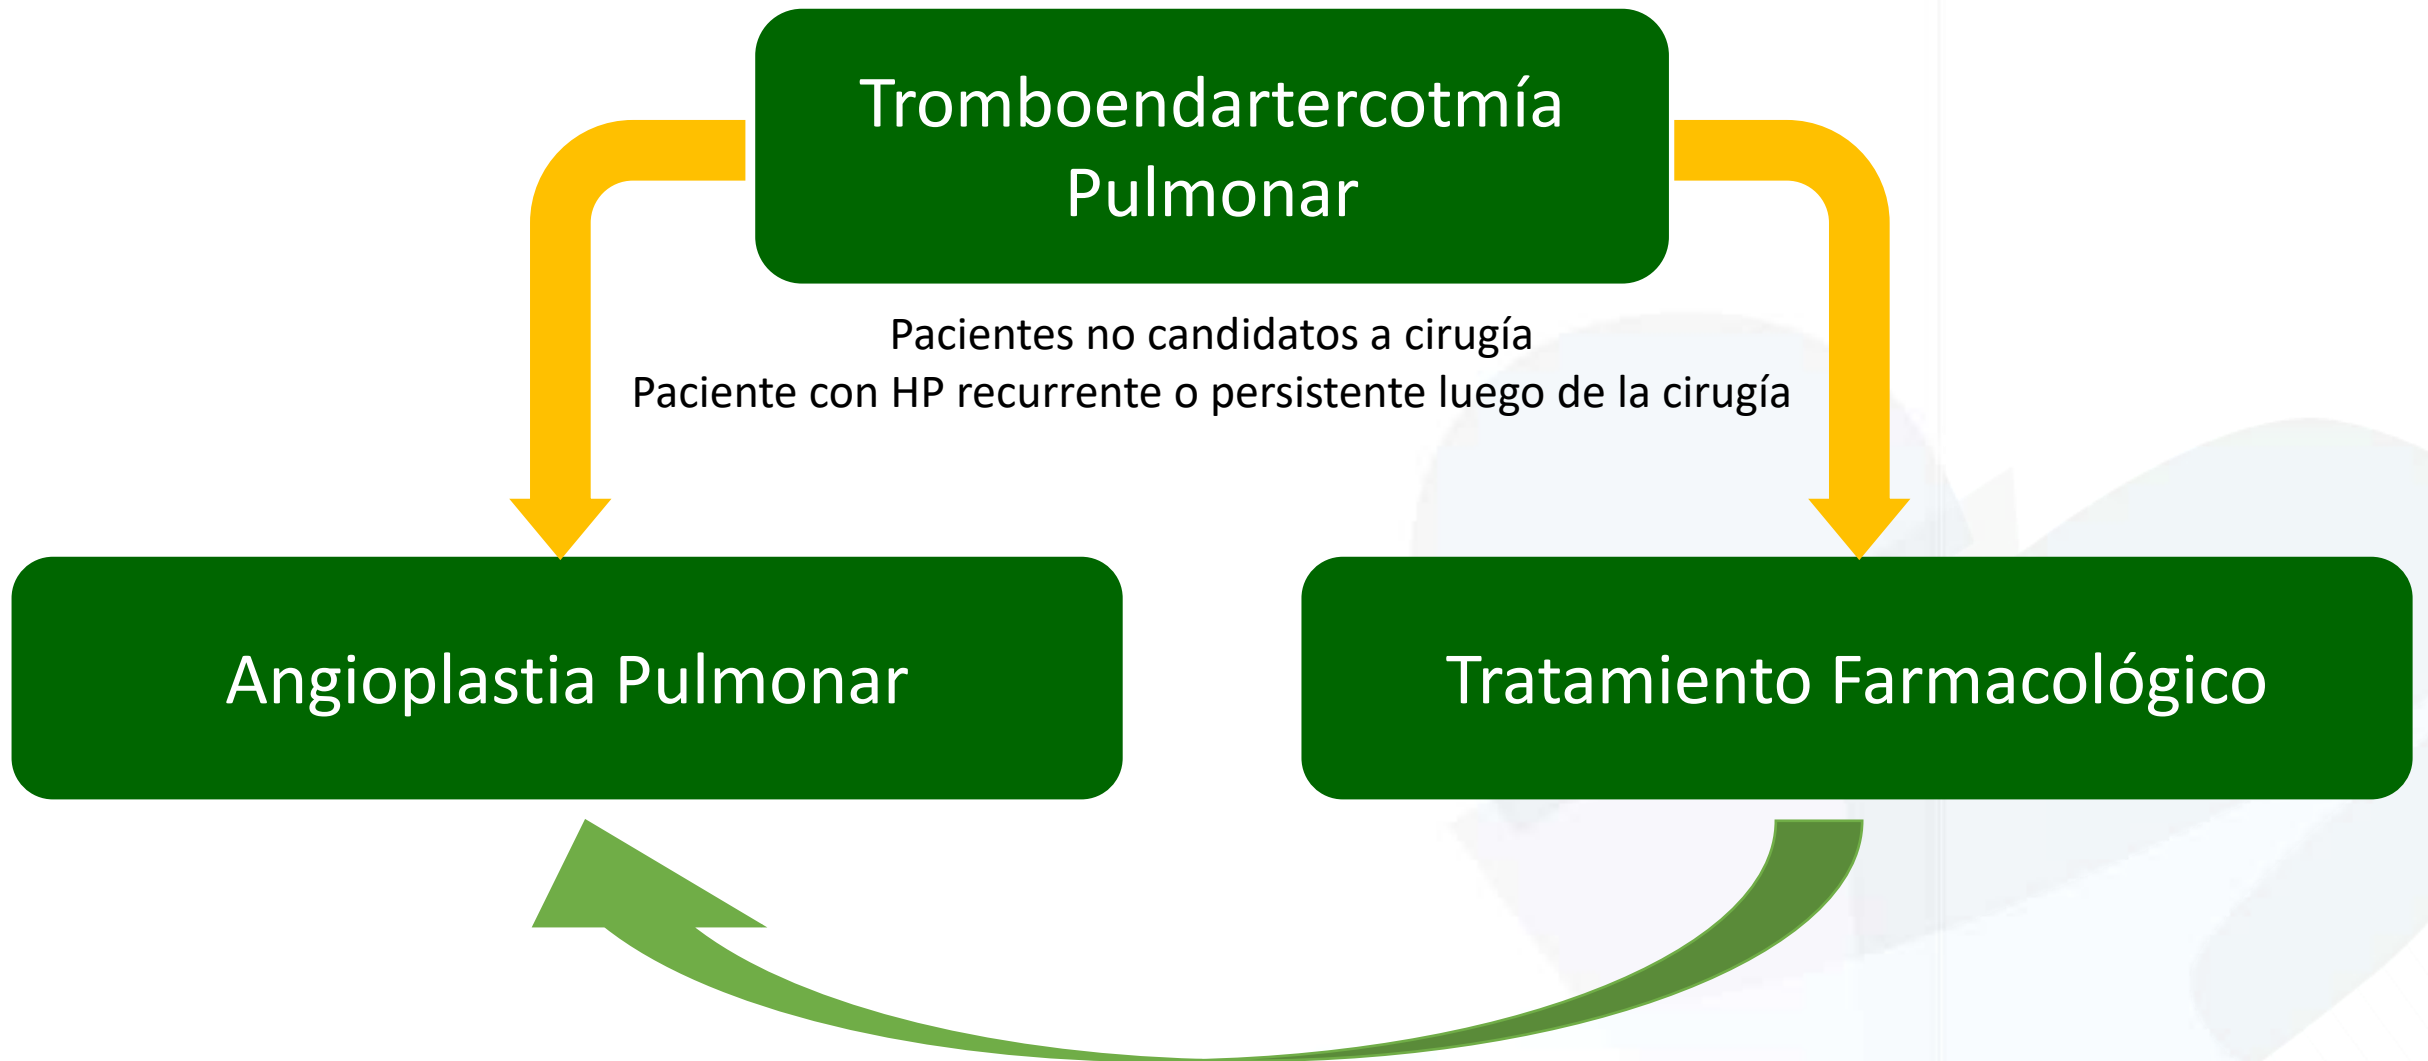 Tromboendartercotmía
Pulmonar
Pacientes no candidatos a cirugía
Paciente con HP recurrente o persistente luego de la cirugía
Angioplastia Pulmonar
Tratamiento Farmacológico